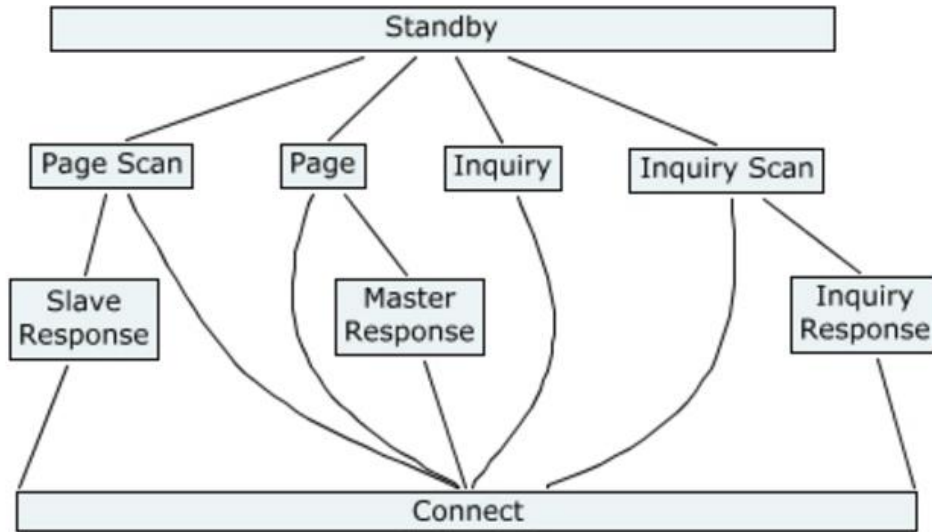 Standby
Page Scan
Page
Inquiry
Inquiry Scan
Slave
Response
Master
Response
Inquiry
Response
Connect